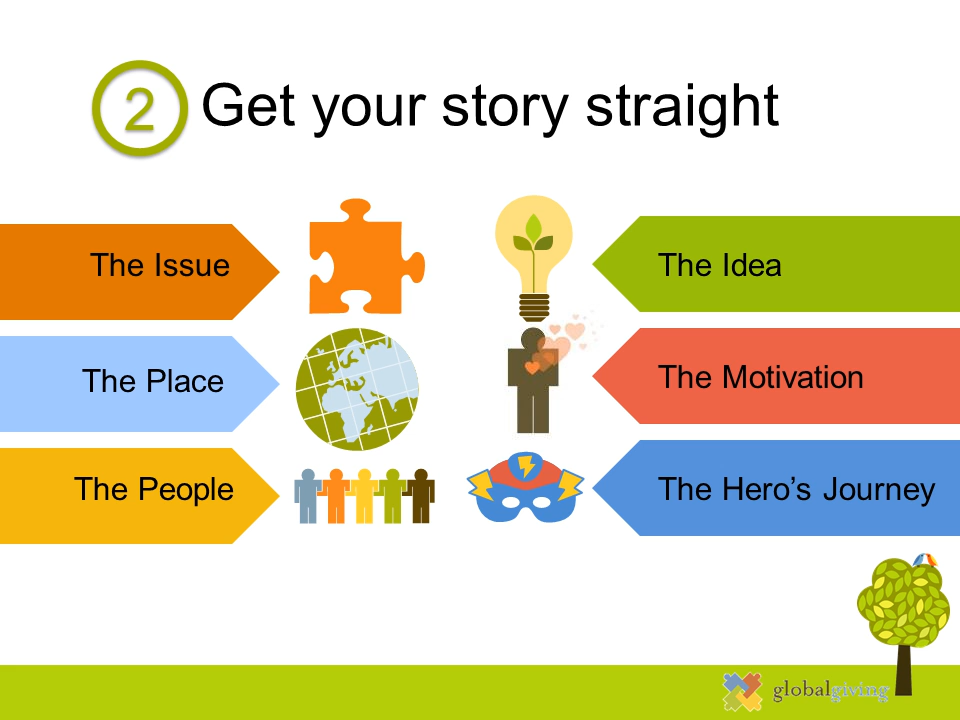 2
Get your story straight
The Issue
The Idea
The Place
The Motivation
The People
The Hero’s Journey
globalgiving